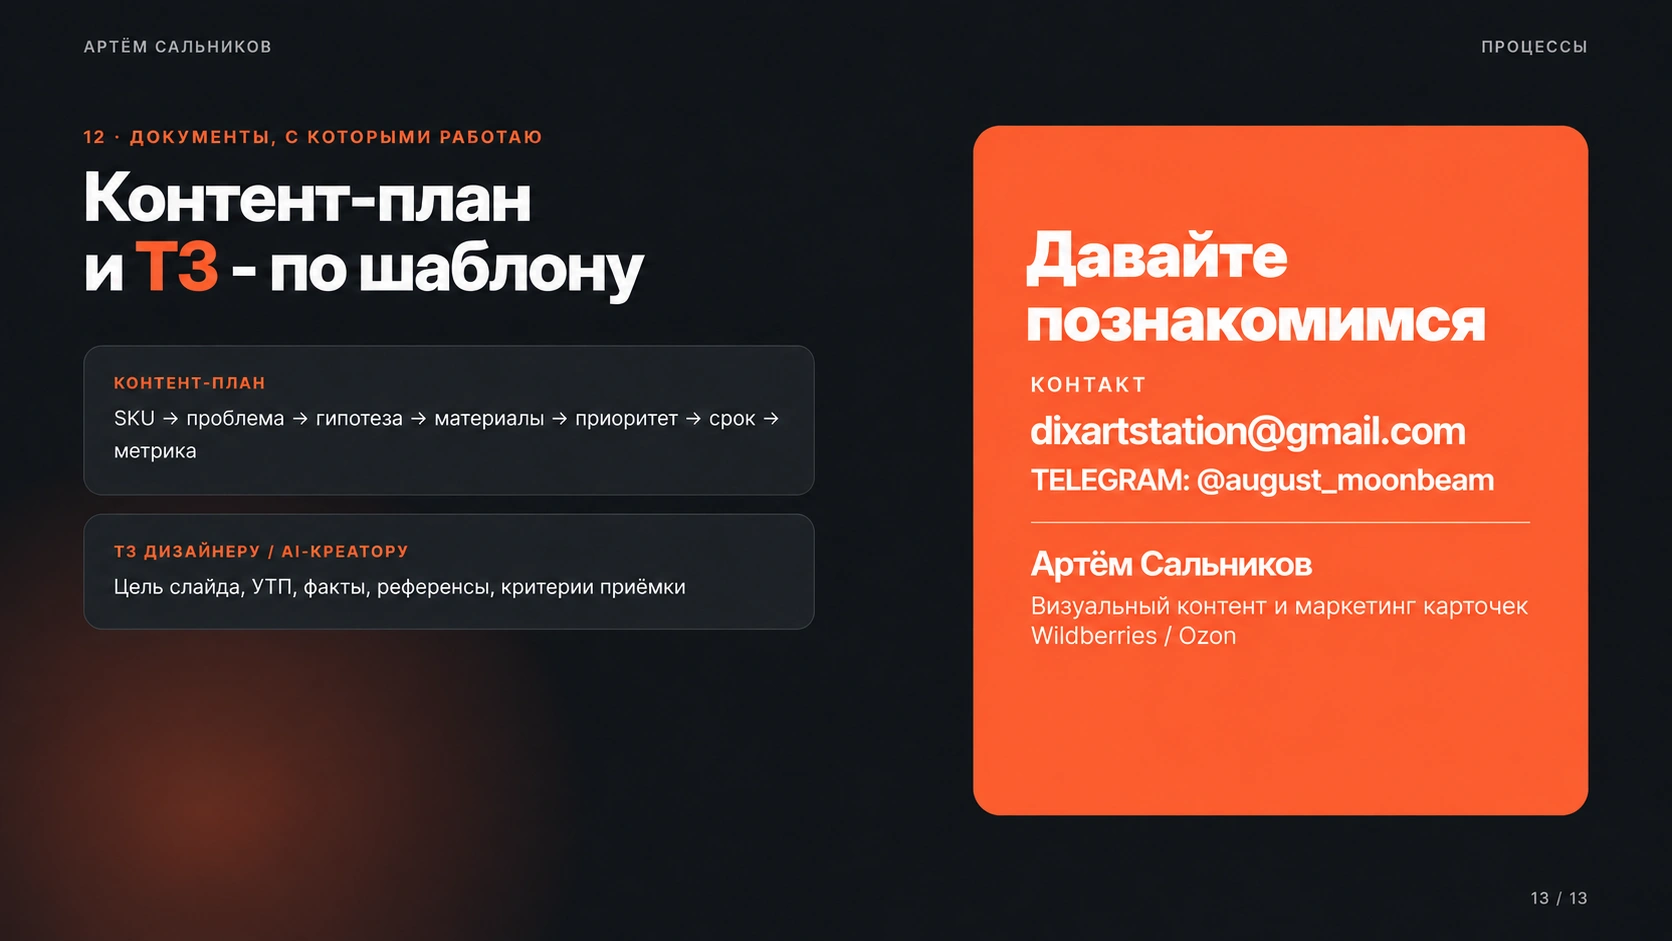 АРТЁМ САЛЬНИКОВ
ПРОЦЕССЫ
12 · ДОКУМЕНТЫ, С КОТОРЫМИ РАБОТАЮ
Контент-план
и ТЗ - по шаблону
КОНТЕНТ-ПЛАН
SKU → проблема → гипотеза → материалы → приоритет → срок →
метрика
ТЗ ДИЗАЙНЕРУ / AI-КРЕАТОРУ
Цель слайда, УТП, факты, референсы, критерии приёмки
Давайте
познакомимся
КОНТАКТ
dixartstation@gmail.com
TELEGRAM: @august_moonbeam
Артём Сальников
Визуальный контент и маркетинг карточек
Wildberries / Ozon
13 / 13